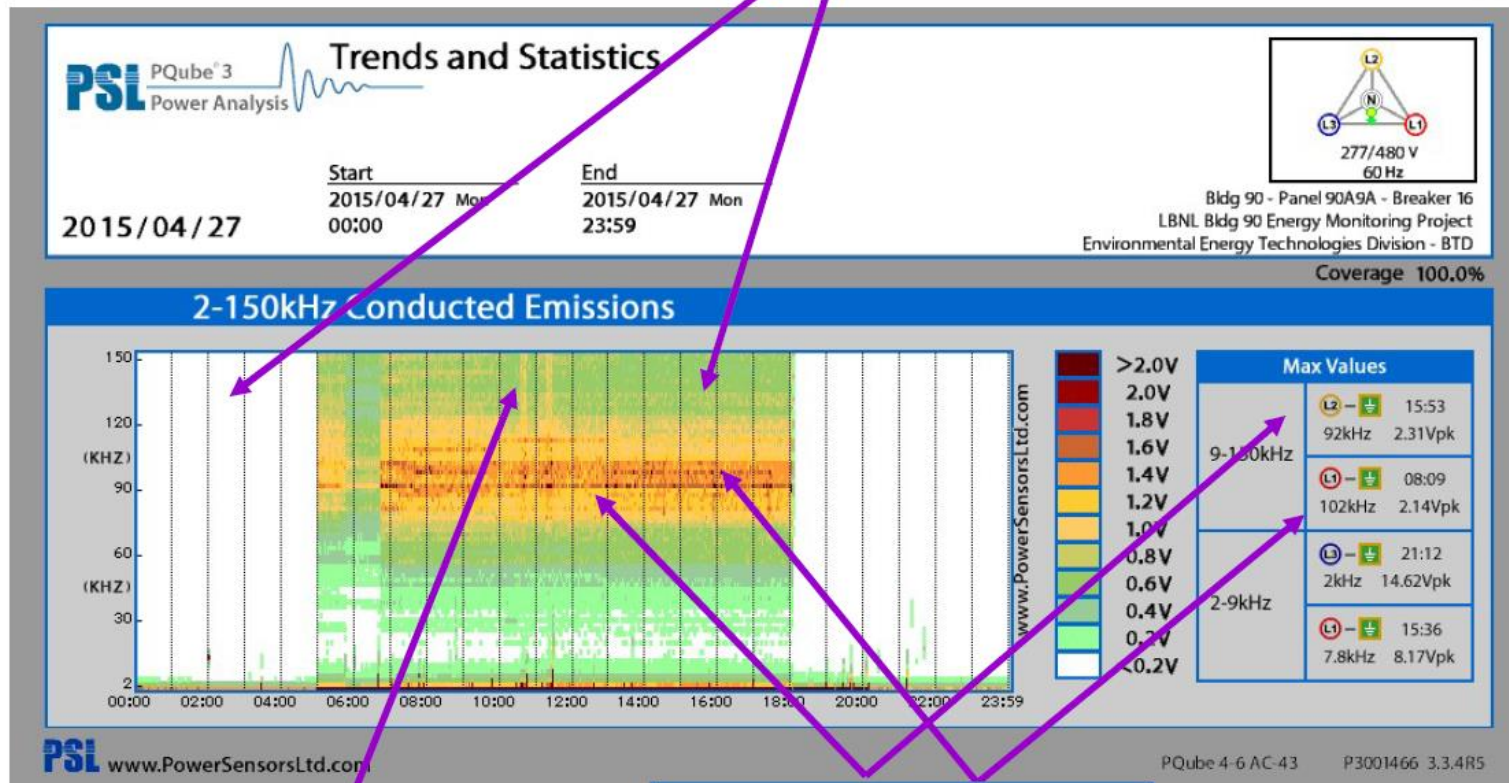 Trends and Statistics
PSL PQube® 3
Power Analysis
L2
N
L3
L1
277/480 V
60 Hz
Start
End
2015/04/27 Mon
2015/04/27 Mon
00:00
23:59
2015/04/27
Bldg 90 - Panel 90A9A - Breaker 16
LBNL Bldg 90 Energy Monitoring Project
Environmental Energy Technologies Division - BTD
Coverage 100.0%
2-150kHz Conducted Emissions
150
120
(KHZ)
90
60
(KHZ)
30
2
00:00 02:00 04:00 06:00 08:00 10:00 12:00 14:00 16:00 18:00 20:00 22:00 23:59
www.PowerSensorsLtd.com
>2.0V
2.0V
1.8V
1.6V
1.4V
1.2V
1.0V
0.8V
0.6V
0.4V
0.2V
<0.2V
Max Values
9-150kHz
L2 - 15:53
92kHz 2.31Vpk
L1 - 08:09
102kHz 2.14Vpk
2-9kHz
L3 - 21:12
2kHz 14.62Vpk
L1 - 15:36
7.8kHz 8.17Vpk
PSL www.PowerSensorsLtd.com
PQube 4-6 AC-43 P3001466 3.3.4R5